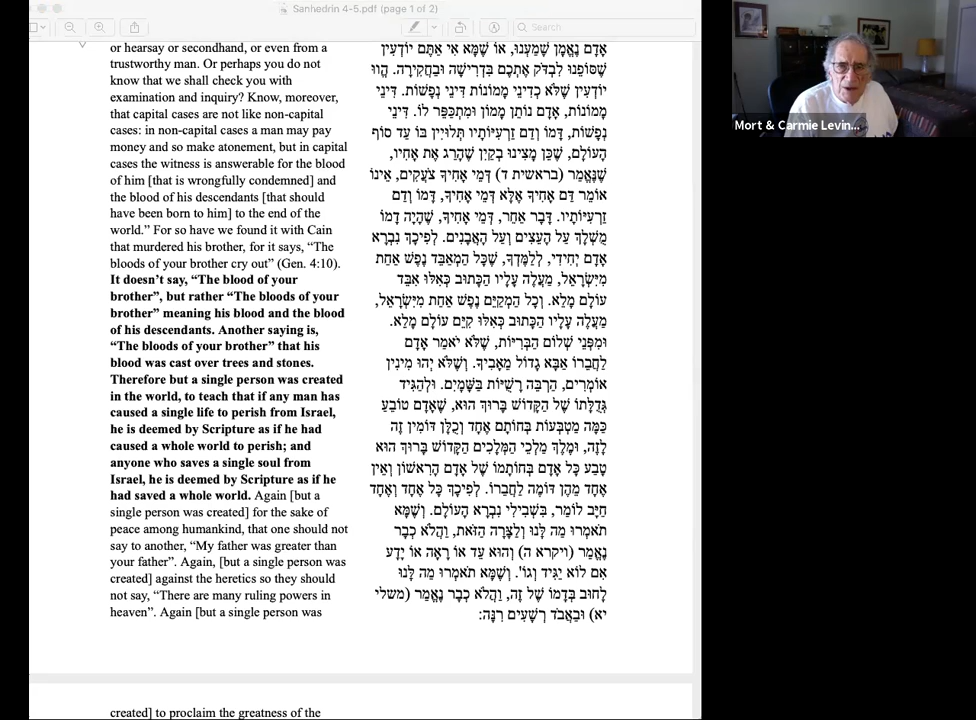 Sanhedrin 4-5.pdf (page 1 of 2)
Search
or hearsay or secondhand, or even from a
trustworthy man. Or perhaps you do not
know that we shall check you with
examination and inquiry? Know, moreover,
that capital cases are not like non-capital
cases: in non-capital cases a man may pay
money and so make atonement, but in capital
cases the witness is answerable for the blood
of him [that is wrongfully condemned] and
the blood of his descendants [that should
have been born to him] to the end of the
world.” For so have we found it with Cain
that murdered his brother, for it says, “The
bloods of your brother cry out” (Gen. 4:10).
It doesn’t say, “The blood of your
brother”, but rather “The bloods of your
brother” meaning his blood and the blood
of his descendants. Another saying is,
“The bloods of your brother” that his
blood was cast over trees and stones.
Therefore but a single person was created
in the world, to teach that if any man has
caused a single life to perish from Israel,
he is deemed by Scripture as if he had
caused a whole world to perish; and
anyone who saves a single soul from
Israel, he is deemed by Scripture as if he
had saved a whole world. Again [but a
single person was created] for the sake of
peace among humankind, that one should not
say to another, “My father was greater than
your father”. Again, [but a single person was
created] against the heretics so they should
not say, “There are many ruling powers in
heaven”. Again [but a single person was
אָדָם נֶאֱמָן שָׁמַעְנוּ, אוֹ שֶׁמָּא אִי אַתֶּם יוֹדְעִין
שֶׁסּוֹפֵנוּ לִבְדֹּק אֶתְכֶם בִּדְרִישָׁה וּבַחֲקִירָה. הֱווּ
יוֹדְעִין שֶׁלֹּא כְדִינֵי מָמוֹנוֹת דִּינֵי נְפָשׁוֹת. דִּינֵי
מָמוֹנוֹת, אָדָם נוֹתֵן מָמוֹן וּמִתְכַּפֵּר לוֹ. דִּינֵי
נְפָשׁוֹת, דָּמוֹ וְדַם זַרְעִיּוֹתָיו תְּלוּיִין בּוֹ עַד סוֹף
הָעוֹלָם, שֶׁכֵּן מָצִינוּ בְקַיִן שֶׁהָרַג אֶת אָחִיו,
שֶׁנֶּאֱמַר (בראשית ד) דְּמֵי אָחִיךָ צֹעֲקִים, אֵינוֹ
אוֹמֵר דַּם אָחִיךָ אֶלָּא דְּמֵי אָחִיךָ, דָּמוֹ וְדַם
זַרְעִיּוֹתָיו. דָּבָר אַחֵר, דְּמֵי אָחִיךָ, שֶׁהָיָה דָמוֹ
מֻשְׁלָךְ עַל הָעֵצִים וְעַל הָאֲבָנִים. לְפִיכָךְ נִבְרָא
אָדָם יְחִידִי, לְלַמֶּדְךָ, שֶׁכָּל הַמְאַבֵּד נֶפֶשׁ אַחַת
מִיִּשְׂרָאֵל, מַעֲלֶה עָלָיו הַכָּתוּב כְּאִלּוּ אִבֵּד
עוֹלָם מָלֵא. וְכָל הַמְקַיֵּם נֶפֶשׁ אַחַת מִיִּשְׂרָאֵל,
מַעֲלֶה עָלָיו הַכָּתוּב כְּאִלּוּ קִיֵּם עוֹלָם מָלֵא.
וּמִפְּנֵי שְׁלוֹם הַבְּרִיּוֹת, שֶׁלֹּא יֹאמַר אָדָם
לַחֲבֵרוֹ אַבָּא גָדוֹל מֵאָבִיךָ. וְשֶׁלֹּא יְהוּ מִינִין
אוֹמְרִים, הַרְבֵּה רָשֻׁיּוֹת בַּשָּׁמָיִם. וּלְהַגִּיד
גְּדֻלָּתוֹ שֶׁל הַקָּדוֹשׁ בָּרוּךְ הוּא, שֶׁאָדָם טוֹבֵעַ
כַּמָּה מַטְבְּעוֹת בְּחוֹתָם אֶחָד וְכֻלָּן דּוֹמִין זֶה
לָזֶה, וּמֶלֶךְ מַלְכֵי הַמְּלָכִים הַקָּדוֹשׁ בָּרוּךְ הוּא
טָבַע כָּל אָדָם בְּחוֹתָמוֹ שֶׁל אָדָם הָרִאשׁוֹן וְאֵין
אֶחָד מֵהֶן דּוֹמֶה לַחֲבֵרוֹ. לְפִיכָךְ כָּל אֶחָד וְאֶחָד
חַיָּב לוֹמַר, בִּשְׁבִילִי נִבְרָא הָעוֹלָם. וְשֶׁמָּא
תֹאמְרוּ מַה לָּנוּ וְלַצָּרָה הַזֹּאת, וַהֲלֹא כְבָר
נֶאֱמַר (ויקרא ה) וְהוּא עֵד אוֹ רָאָה אוֹ יָדָע
אִם לוֹא יַגִּיד וְגוֹ'. וְשֶׁמָּא תֹאמְרוּ מַה לָּנוּ
לָחוּב בְּדָמוֹ שֶׁל זֶה, וַהֲלֹא כְבָר נֶאֱמַר (משלי
יא) וּבַאֲבֹד רְשָׁעִים רִנָּה:
created] to proclaim the greatness of the
Mort & Carmie Levin...